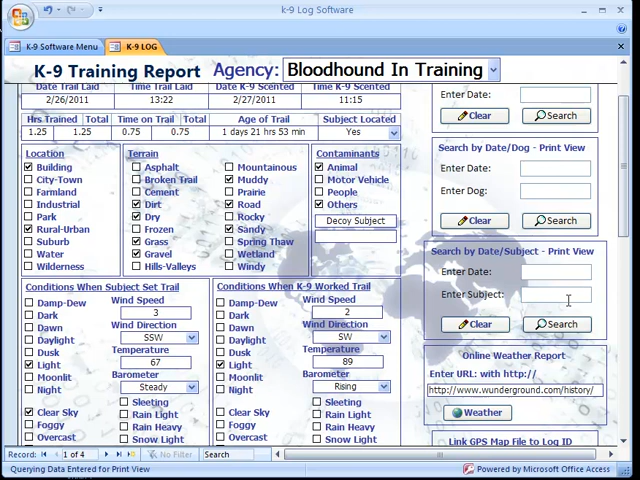 k-9 Log Software
K-9 Software Menu K-9 LOG
K-9 Training Report Agency: Bloodhound In Training
Date Trail Laid Time Trail Laid Date K-9 Scented Time K-9 Scented
2/26/2011 13:22 2/27/2011 11:15
Hrs Trained Total Time on Trail Total Age of Trail Subject Located
1.25 1.25 0.75 0.75 1 days 21 hrs 53 min Yes
Location
Building
City-Town
Farmland
Industrial
Park
Rural-Urban
Suburb
Water
Wilderness
Terrain
Asphalt
Broken Trail
Cement
Dirt
Dry
Frozen
Grass
Gravel
Hills-Valleys
Mountainous
Muddy
Prairie
Road
Rocky
Sandy
Spring Thaw
Wetland
Windy
Contaminants
Animal
Motor Vehicle
People
Others
Decoy Subject
Conditions When Subject Set Trail
Damp-Dew
Dark
Dawn
Daylight
Dusk
Light
Moonlit
Night
Clear Sky
Foggy
Overcast
Wind Speed
3
Wind Direction
SSW
Temperature
67
Barometer
Steady
Sleeting
Rain Light
Rain Heavy
Snow Light
Conditions When K-9 Worked Trail
Damp-Dew
Dark
Dawn
Daylight
Dusk
Light
Moonlit
Night
Clear Sky
Foggy
Overcast
Wind Speed
2
Wind Direction
SW
Temperature
89
Barometer
Rising
Sleeting
Rain Light
Rain Heavy
Snow Light
Enter Date:
Clear Search
Search by Date/Dog - Print View
Enter Date:
Enter Dog:
Clear Search
Search by Date/Subject - Print View
Enter Date:
Enter Subject:
Clear Search
Online Weather Report
Enter URL: with http://
http://www.wunderground.com/history/
Weather
Link GPS Map File to Log ID
Record: 1 of 4 No Filter Search
Querying Data Entered for Print View Powered by Microsoft Office Access